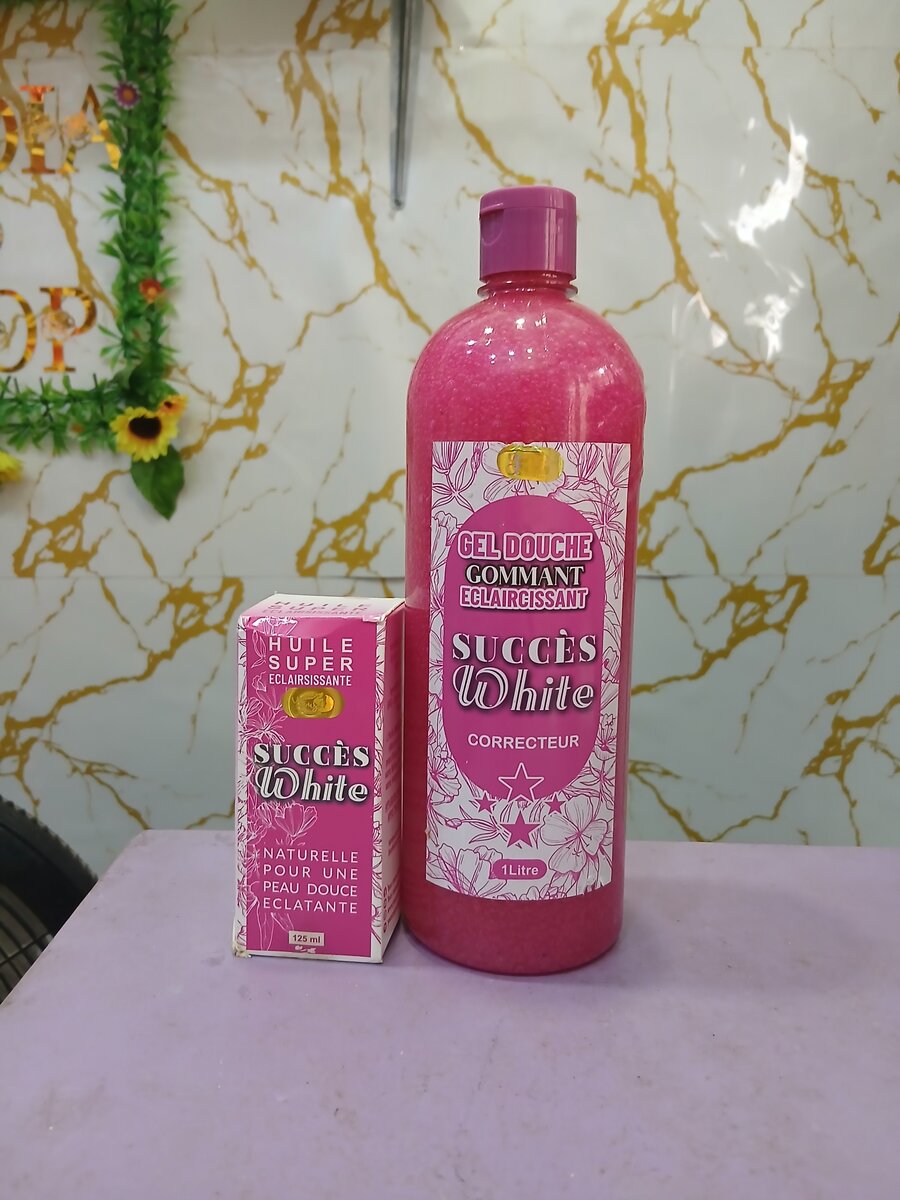 HUILE
SUPER
ECLAIRSISSANTE
SUCCÈS
White
NATURELLE
POUR UNE
PEAU DOUCE
ECLATANTE
125 ml
GEL DOUCHE
GOMMANT
ECLAIRCISSANT
SUCCÈS
White
CORRECTEUR
1Litre